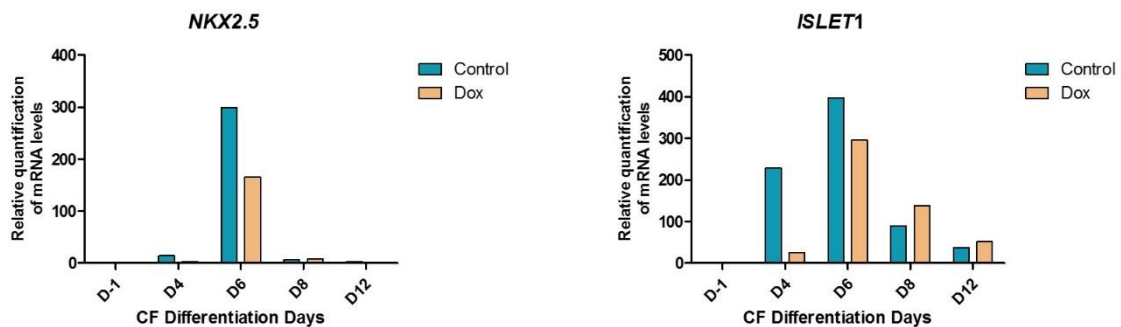 NKX2.5
400
300
200
100
0
Relative quantification
of mRNA levels
D-1
D4
D6
D8
D12
CF Differentiation Days
Control
Dox
ISLET1
500
400
300
200
100
0
Relative quantification
of mRNA levels
D-1
D4
D6
D8
D12
CF Differentiation Days
Control
Dox